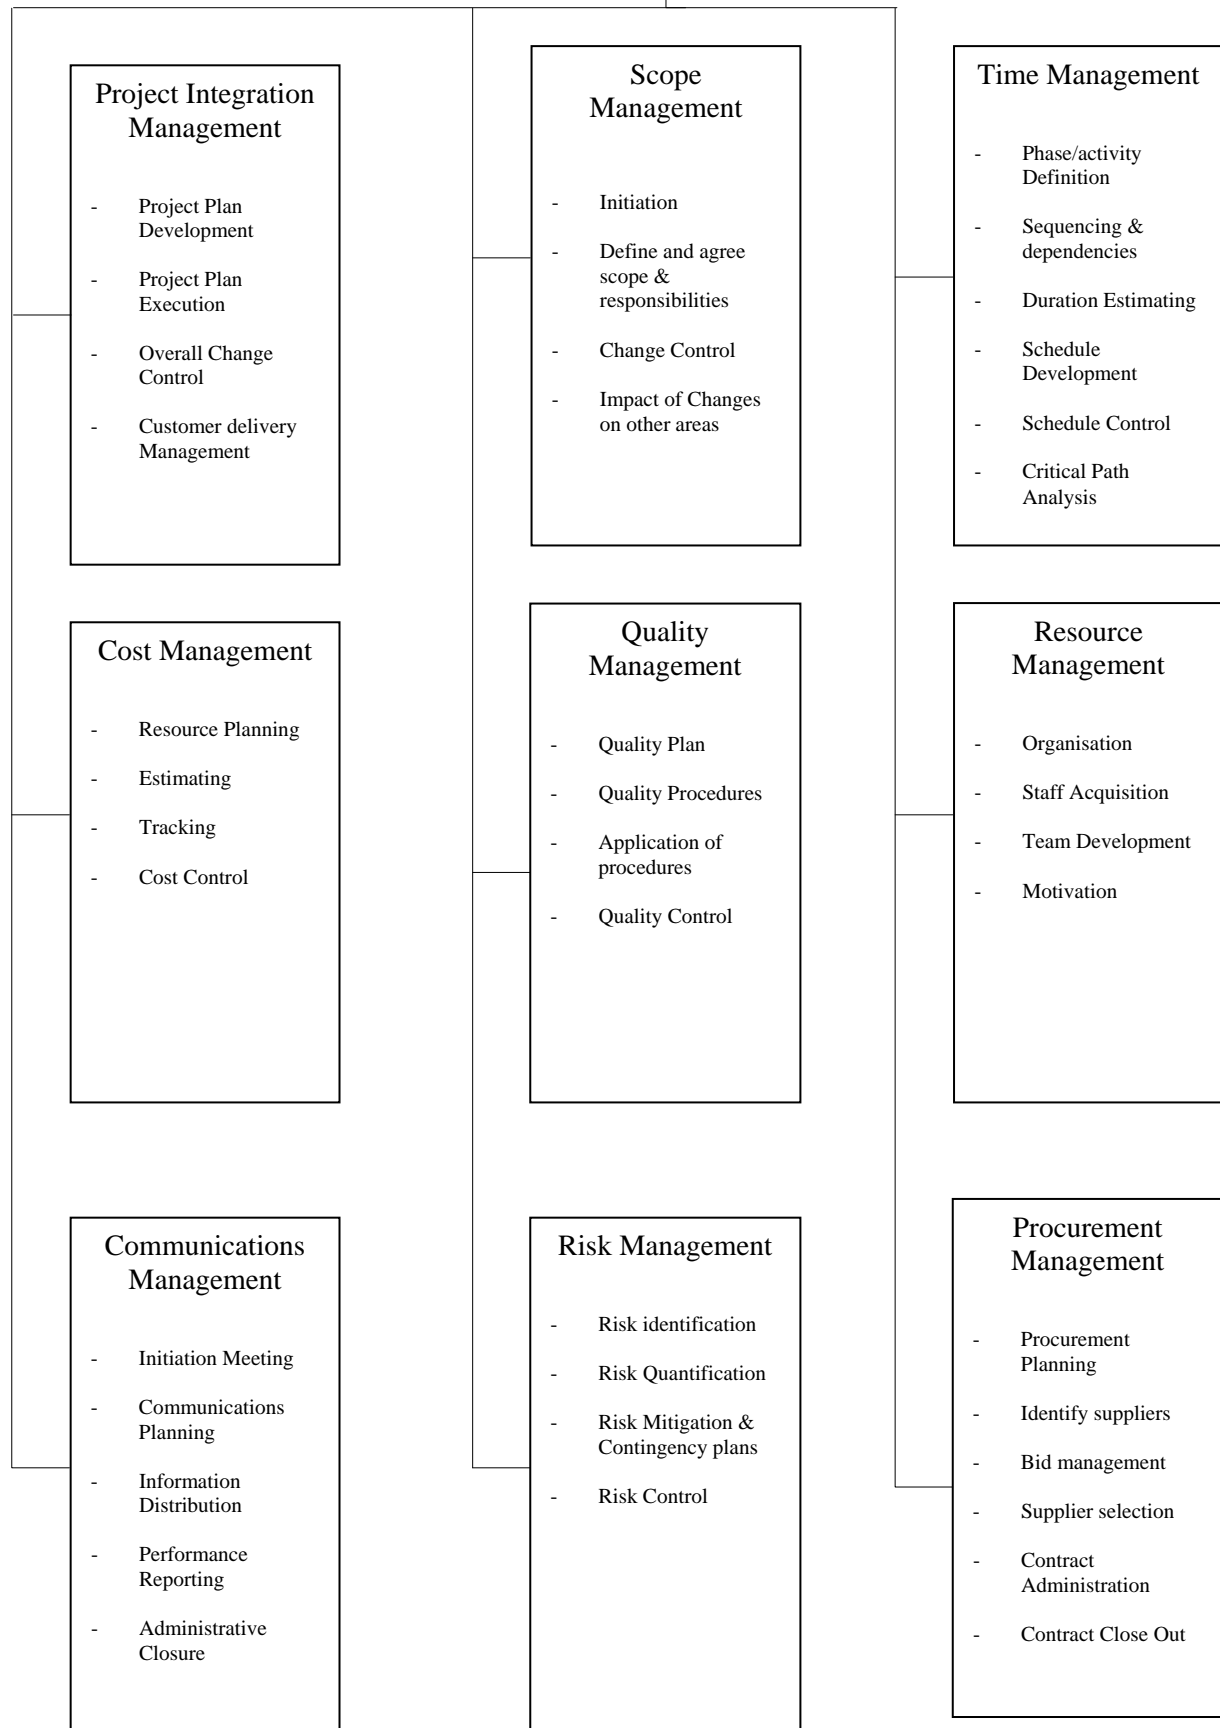 Project Integration
Management
- Project Plan
Development
- Project Plan
Execution
- Overall Change
Control
- Customer delivery
Management
Scope
Management
- Initiation
- Define and agree
scope &
responsibilities
- Change Control
- Impact of Changes
on other areas
Time Management
- Phase/activity
Definition
- Sequencing &
dependencies
- Duration Estimating
- Schedule
Development
- Schedule Control
- Critical Path
Analysis
Cost Management
- Resource Planning
- Estimating
- Tracking
- Cost Control
Quality
Management
- Quality Plan
- Quality Procedures
- Application of
procedures
- Quality Control
Resource
Management
- Organisation
- Staff Acquisition
- Team Development
- Motivation
Communications
Management
- Initiation Meeting
- Communications
Planning
- Information
Distribution
- Performance
Reporting
- Administrative
Closure
Risk Management
- Risk identification
- Risk Quantification
- Risk Mitigation &
Contingency plans
- Risk Control
Procurement
Management
- Procurement
Planning
- Identify suppliers
- Bid management
- Supplier selection
- Contract
Administration
- Contract Close Out